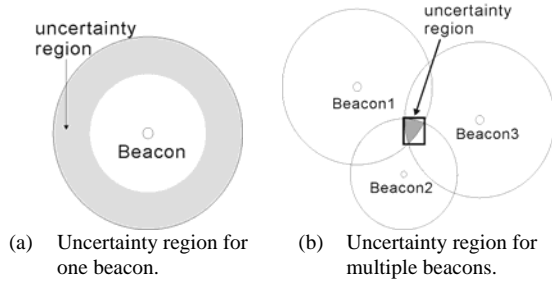 uncertainty
region
Beacon
uncertainty
region
Beacon1
Beacon3
Beacon2
(a) Uncertainty region for
one beacon.
(b) Uncertainty region for
multiple beacons.